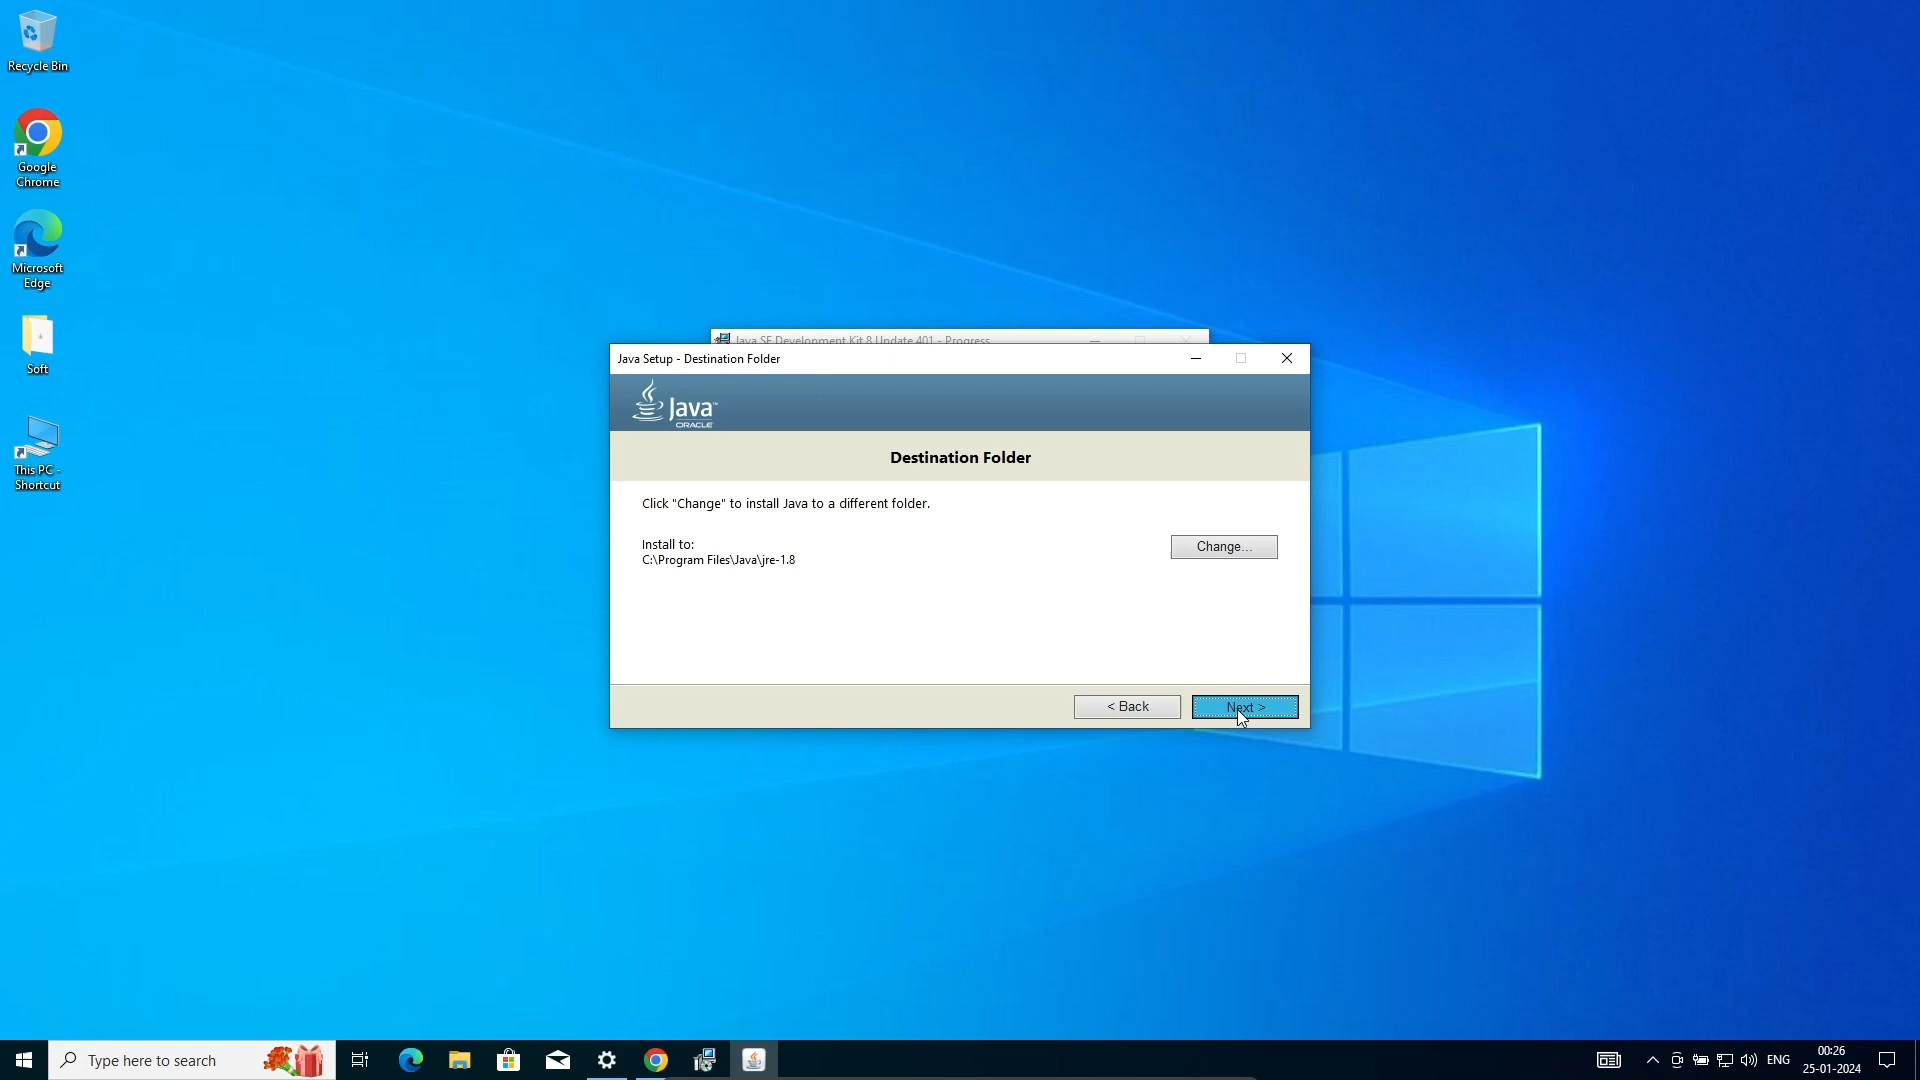 Recycle Bin
Google
Chrome
Microsoft
Edge
Soft
This PC -
Shortcut
Java SE Development Kit 8 Update 401 - Progress
Java Setup - Destination Folder
Java™
ORACLE
Destination Folder
Click "Change" to install Java to a different folder.
Install to:
C:\Program Files\Java\jre-1.8
Change...
< Back
Next >
Type here to search
ENG
00:26
25-01-2024